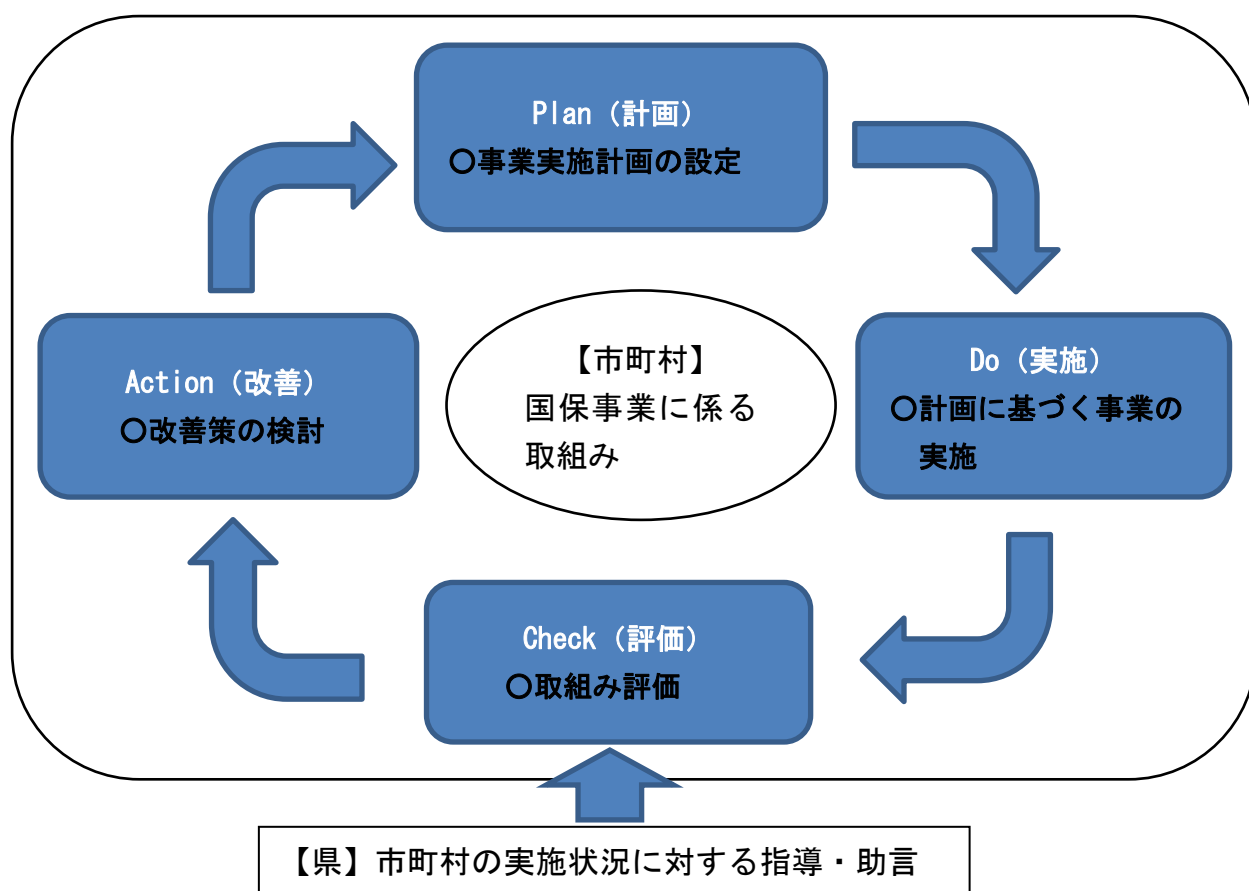 Plan（計画）
○事業実施計画の設定
Do（実施）
○計画に基づく事業の
実施
Check（評価）
○取組み評価
Action（改善）
○改善策の検討
【市町村】
国保事業に係る
取組み
【県】市町村の実施状況に対する指導・助言